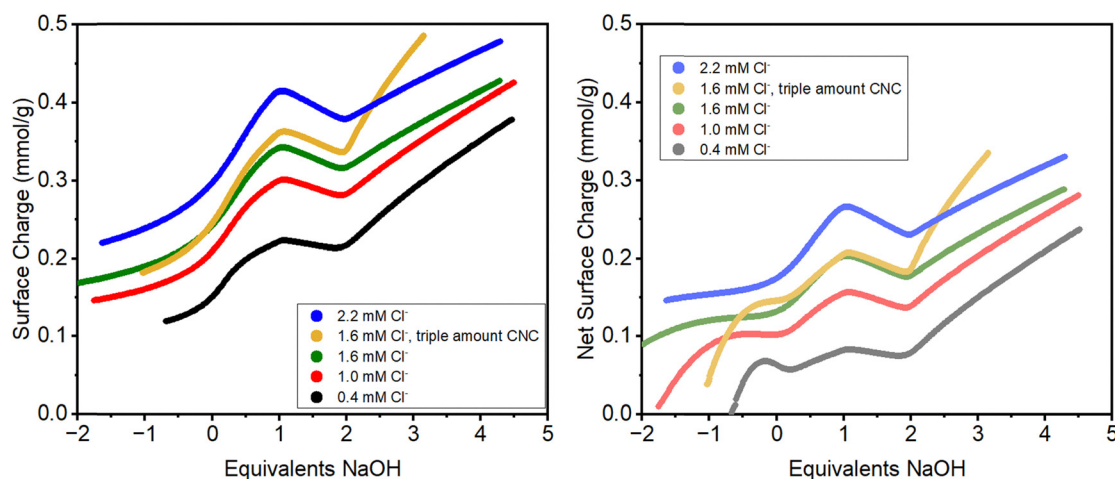 0.5
0.4
0.3
0.2
0.1
0.0
Surface Charge (mmol/g)
2.2 mM Cl⁻
1.6 mM Cl⁻, triple amount CNC
1.6 mM Cl⁻
1.0 mM Cl⁻
0.4 mM Cl⁻
−2 −1 0 1 2 3 4 5
Equivalents NaOH
0.5
0.4
0.3
0.2
0.1
0.0
Net Surface Charge (mmol/g)
2.2 mM Cl⁻
1.6 mM Cl⁻, triple amount CNC
1.6 mM Cl⁻
1.0 mM Cl⁻
0.4 mM Cl⁻
−2 −1 0 1 2 3 4 5
Equivalents NaOH